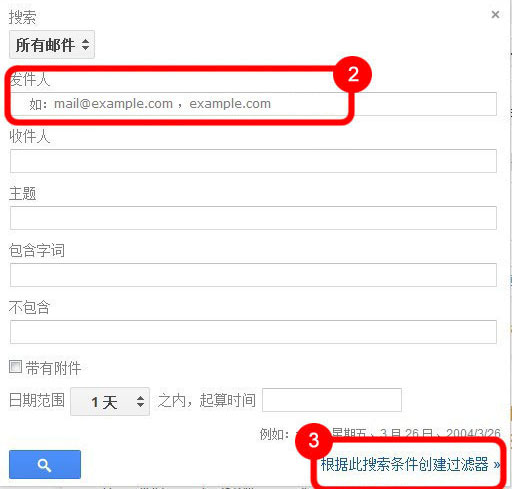 搜索
×
所有邮件
2
发件人
如：mail@example.com ，example.com
收件人
主题
包含字词
不包含
带有附件
日期范围 1 天 之内，起算时间
例如： 星期五、3 月 26 日、2004/3/26
3
根据此搜索条件创建过滤器 »